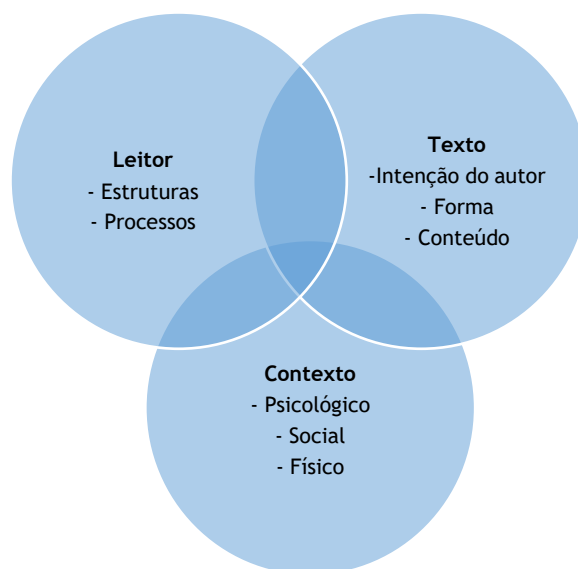 Leitor
- Estruturas
- Processos
Texto
-Intenção do autor
- Forma
- Conteúdo
Contexto
- Psicológico
- Social
- Físico